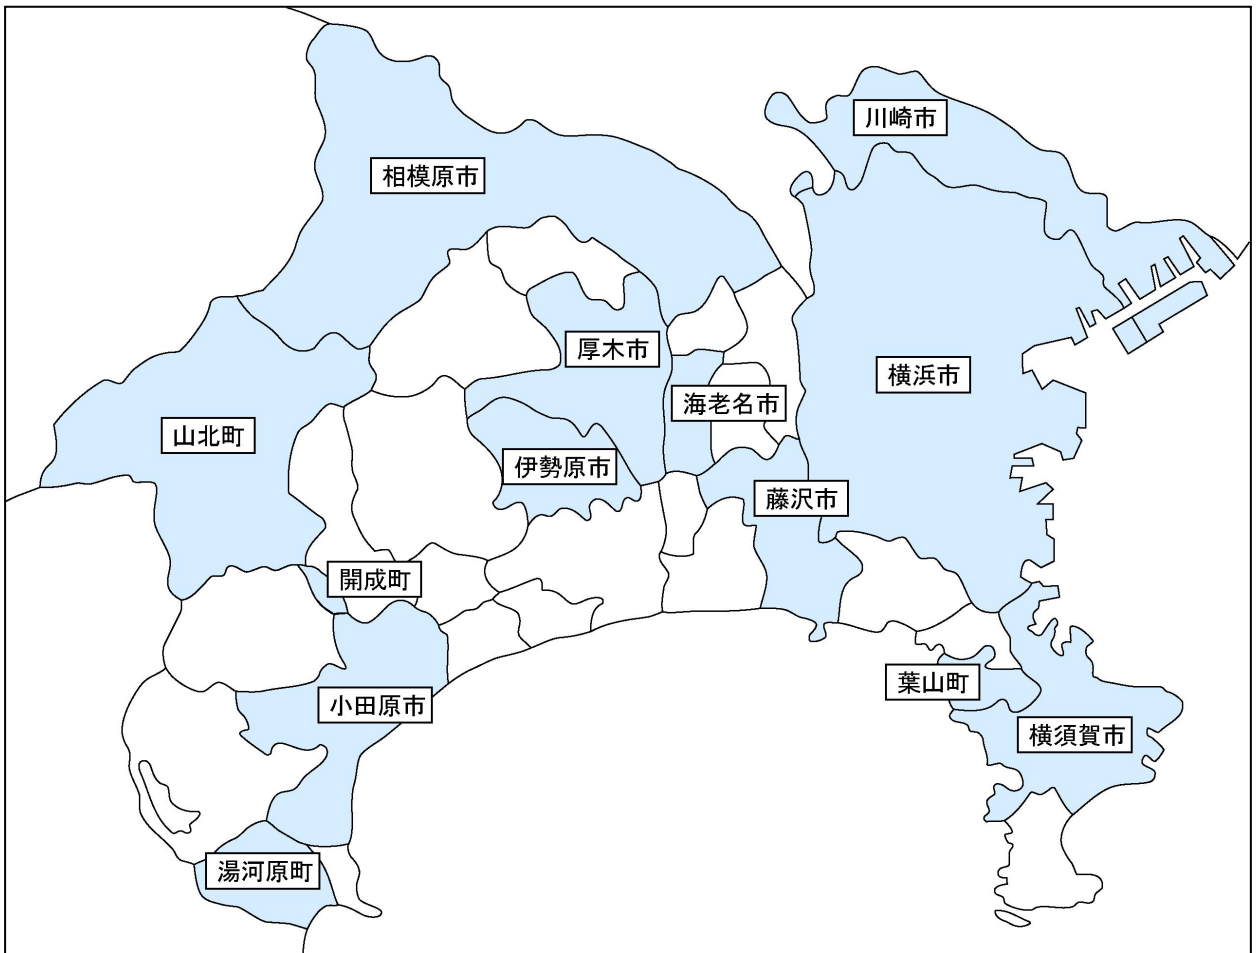 川崎市
相模原市
厚木市
横浜市
海老名市
山北町
伊勢原市
藤沢市
開成町
葉山町
小田原市
横須賀市
湯河原町